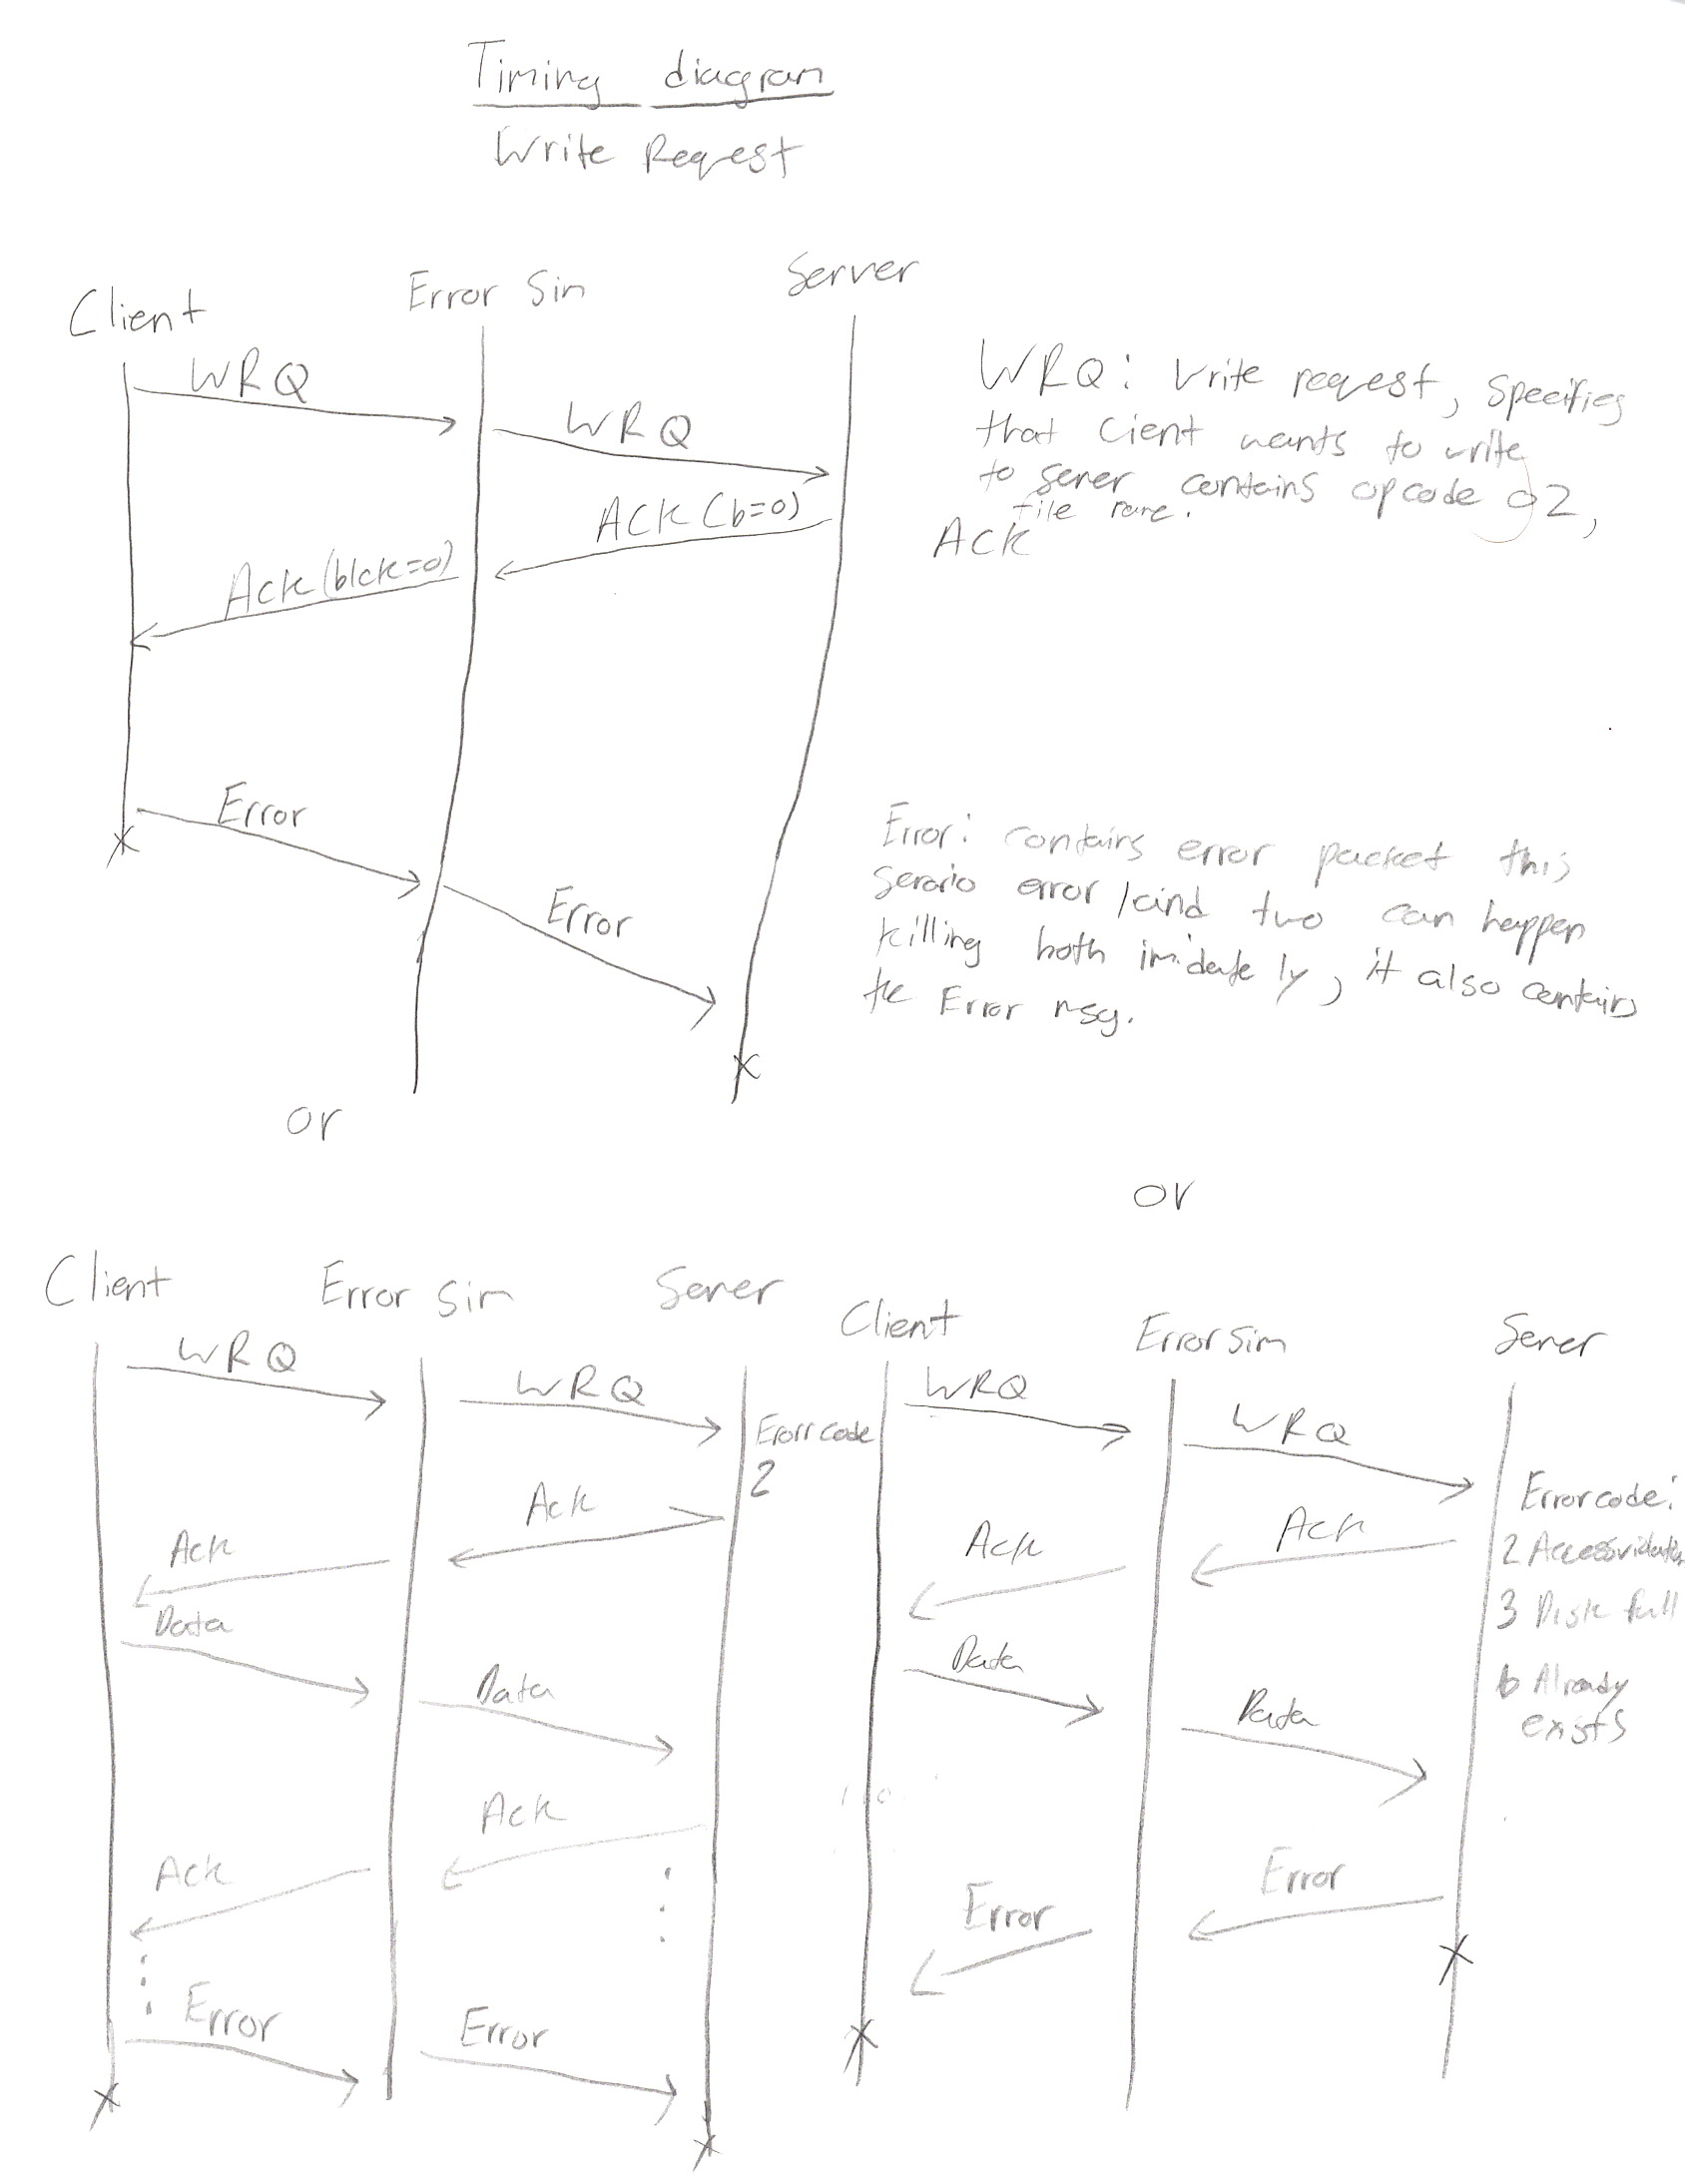 Timing diagram
Write Request
Client
Error Sim
Server
WRQ
WRQ
ACK (b=0)
Ack (blck=0)
Error
Error
WRQ: Write request, specifies
that Cient wants to write
to server contains opcode 02,
file name.
Ack
Error: contains error packet this
error two can happen
killing both imidately, it also contains
the Error msg.
or
or
Client
Error Sim
Server
WRQ
WRQ
Erorr code
2
Ack
Ack
Data
Data
Ack
Ack
Error
Error
Client
Error Sim
Server
WRQ
WRQ
Error code:
2 Access violation
3 Disk full
6 Already
exists
Ack
Ack
Data
Data
Error
Error